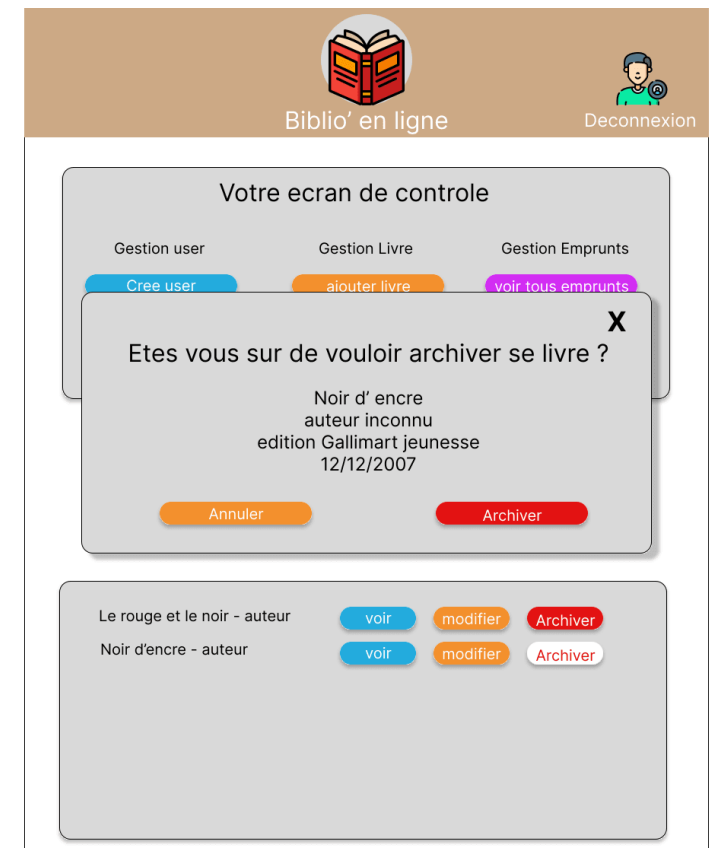 Biblio’ en ligne
Deconnexion
Votre ecran de controle
Gestion user
Gestion Livre
Gestion Emprunts
Cree user
ajouter livre
voir tous emprunts
X
Etes vous sur de vouloir archiver se livre ?
Noir d’ encre
auteur inconnu
edition Gallimart jeunesse
12/12/2007
Annuler
Archiver
Le rouge et le noir - auteur
voir
modifier
Archiver
Noir d’encre - auteur
voir
modifier
Archiver